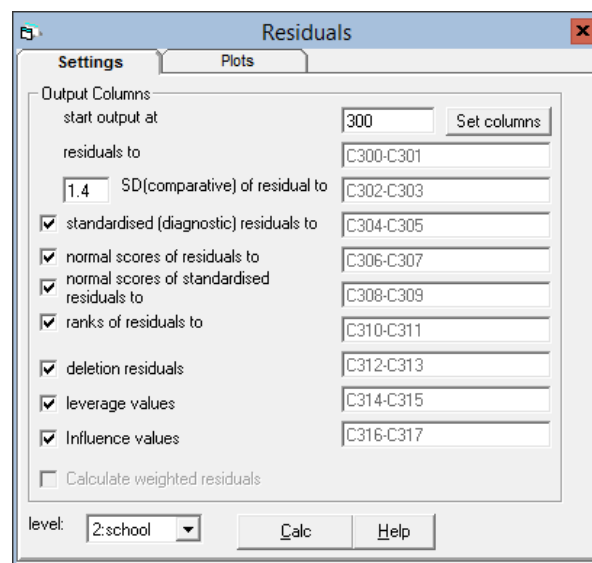 Residuals
Settings Plots
Output Columns
start output at 300 Set columns
residuals to C300-C301
1.4 SD(comparative) of residual to C302-C303
standardised (diagnostic) residuals to C304-C305
normal scores of residuals to C306-C307
normal scores of standardised
residuals to C308-C309
ranks of residuals to C310-C311
deletion residuals C312-C313
leverage values C314-C315
Influence values C316-C317
Calculate weighted residuals
level: 2:school Calc Help